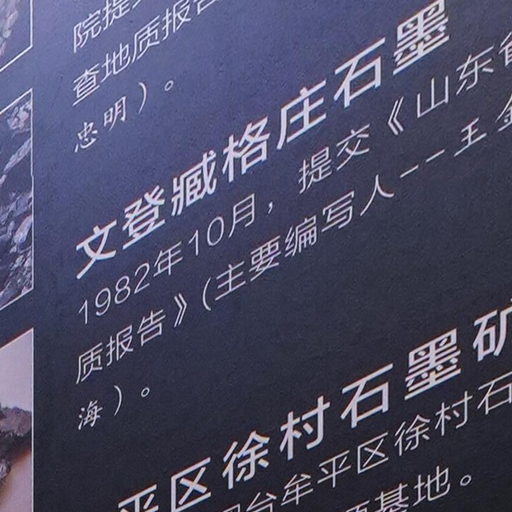 院提
查地质报告
忠明）。
文登臧格庄石墨
1982年10月，提交《山东省
质报告》(主要编写人--王金
海）。
平区徐村石墨矿
台牟平区徐村石
基地。